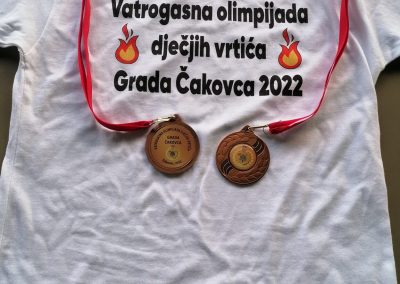 Vatrogasna olimpijada
dječjih vrtića
Grada Čakovca 2022
GRADA
ČAKOVCA